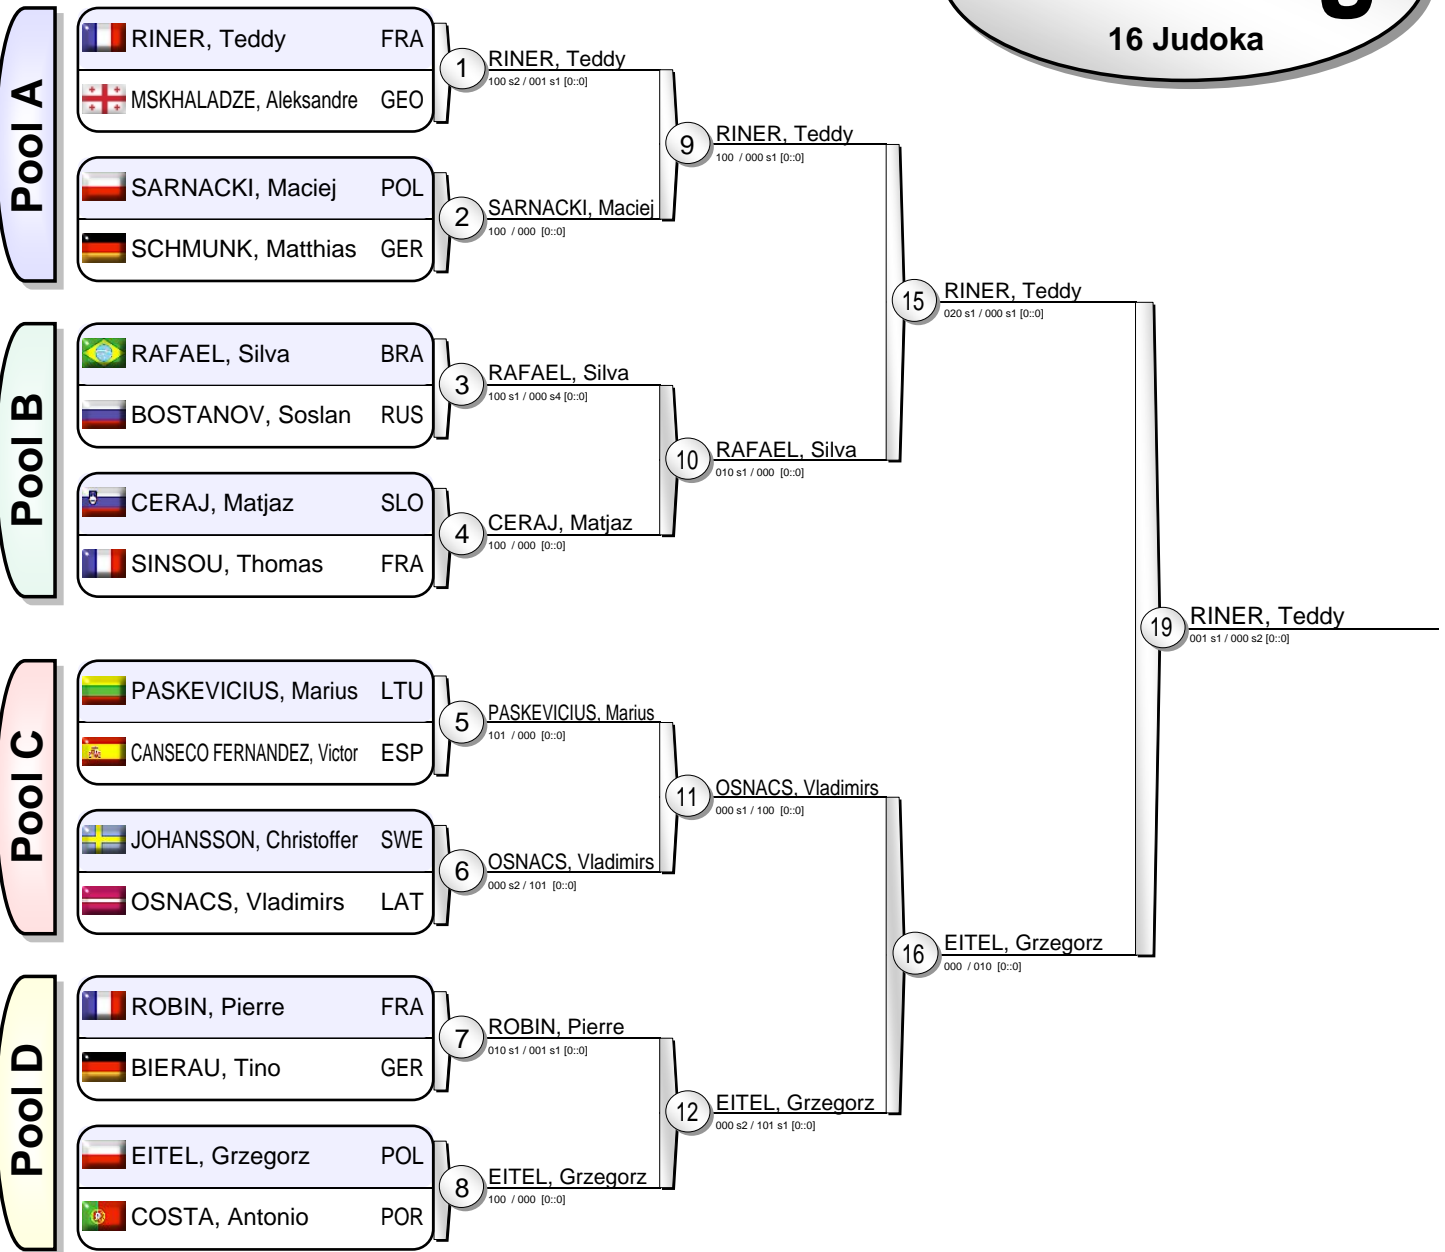 16 Judoka
Pool A
RINER, Teddy FRA
MSKHALADZE, Aleksandre GEO
1
RINER, Teddy
100 s2 / 001 s1 [0::0]
SARNACKI, Maciej POL
SCHMUNK, Matthias GER
2
SARNACKI, Maciej
100 / 000 [0::0]
9
RINER, Teddy
100 / 000 s1 [0::0]
Pool B
RAFAEL, Silva BRA
BOSTANOV, Soslan RUS
3
RAFAEL, Silva
100 s1 / 000 s4 [0::0]
CERAJ, Matjaz SLO
SINSOU, Thomas FRA
4
CERAJ, Matjaz
100 / 000 [0::0]
10
RAFAEL, Silva
010 s1 / 000 [0::0]
15
RINER, Teddy
020 s1 / 000 s1 [0::0]
Pool C
PASKEVICIUS, Marius LTU
CANSECO FERNANDEZ, Victor ESP
5
PASKEVICIUS, Marius
101 / 000 [0::0]
JOHANSSON, Christoffer SWE
OSNACS, Vladimirs LAT
6
OSNACS, Vladimirs
000 s2 / 101 [0::0]
11
OSNACS, Vladimirs
000 s1 / 100 [0::0]
Pool D
ROBIN, Pierre FRA
BIERAU, Tino GER
7
ROBIN, Pierre
010 s1 / 001 s1 [0::0]
EITEL, Grzegorz POL
COSTA, Antonio POR
8
EITEL, Grzegorz
100 / 000 [0::0]
12
EITEL, Grzegorz
000 s2 / 101 s1 [0::0]
16
EITEL, Grzegorz
000 / 010 [0::0]
19
RINER, Teddy
001 s1 / 000 s2 [0::0]